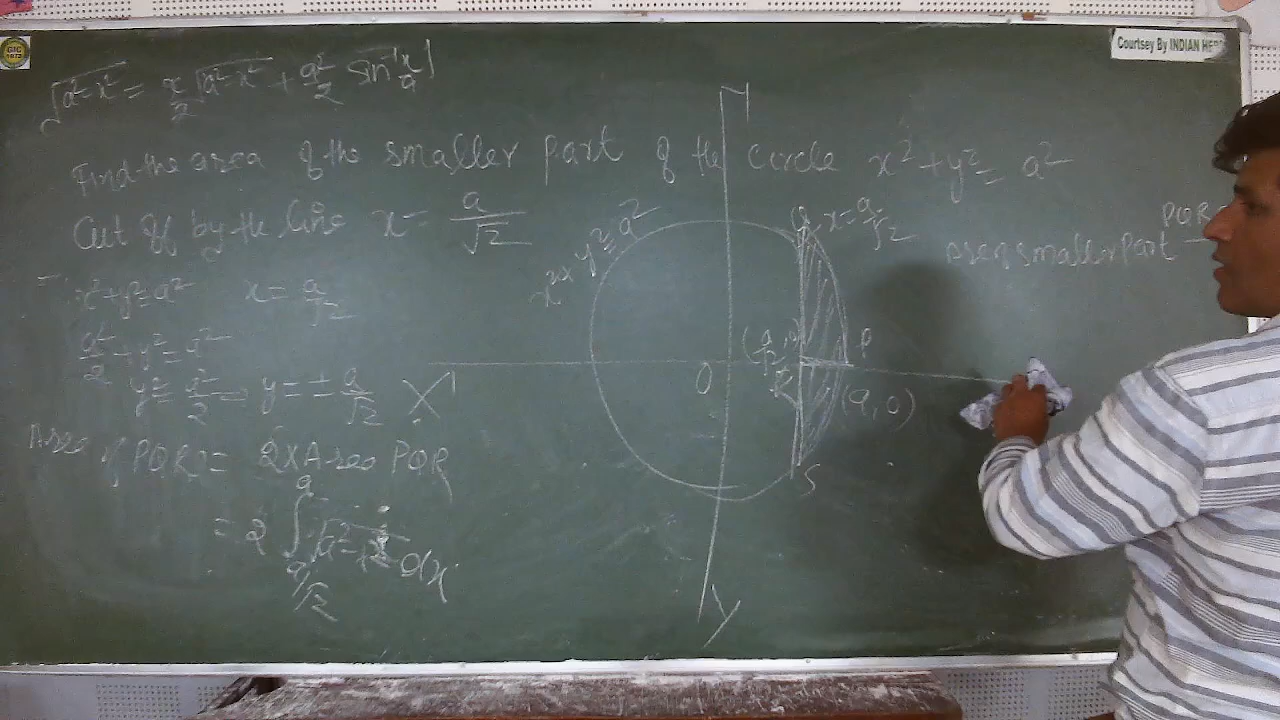 √a²-x² = x/2 √a²-x² + a²/2 sin⁻¹ x/a
Find the area of the smaller part of the circle x²+y²= a²
Cut off by the line x= a/√2
x²+y²=a² x= a/√2
a²/2+y²=a²
y²= a²/2 ⇒ y=± a/√2
Area of PQR = 2×Area PQR
= 2 ∫ a/√2 a √a²-x² dx
x²+y²=a²
Q x= a/√2
O
R
P
(a,0)
S
X'
Y
Area smaller part PQR
Courtsey By INDIAN